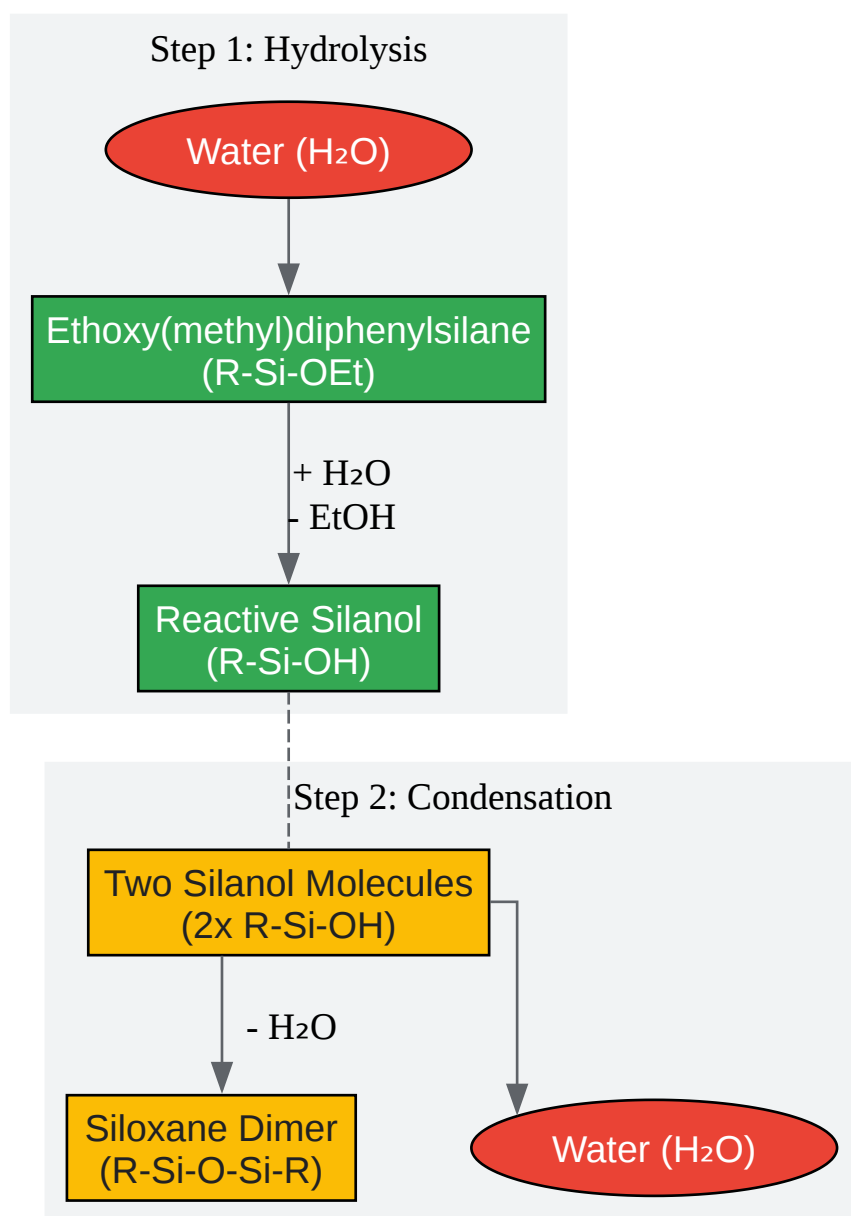 Step 1: Hydrolysis
Water (H₂O)
Ethoxy(methyl)diphenylsilane
(R-Si-OEt)
+ H₂O
- EtOH
Reactive Silanol
(R-Si-OH)
Step 2: Condensation
Two Silanol Molecules
(2x R-Si-OH)
- H₂O
Siloxane Dimer
(R-Si-O-Si-R)
Water (H₂O)